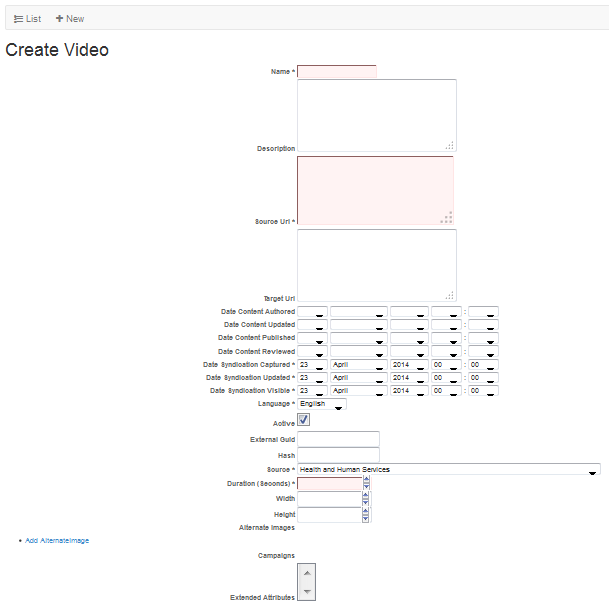 List New
Create Video
Name *
Description
Source Url *
Target Url
Date Content Authored :
Date Content Updated :
Date Content Published :
Date Content Reviewed :
Date Syndication Captured * 23 April 2014 00 : 00
Date Syndication Updated * 23 April 2014 00 : 00
Date Syndication Visible * 23 April 2014 00 : 00
Language * English
Active
External Guid
Hash
Source * Health and Human Services
Duration (Seconds) *
Width
Height
Alternate Images
• Add AlternateImage
Campaigns
Extended Attributes